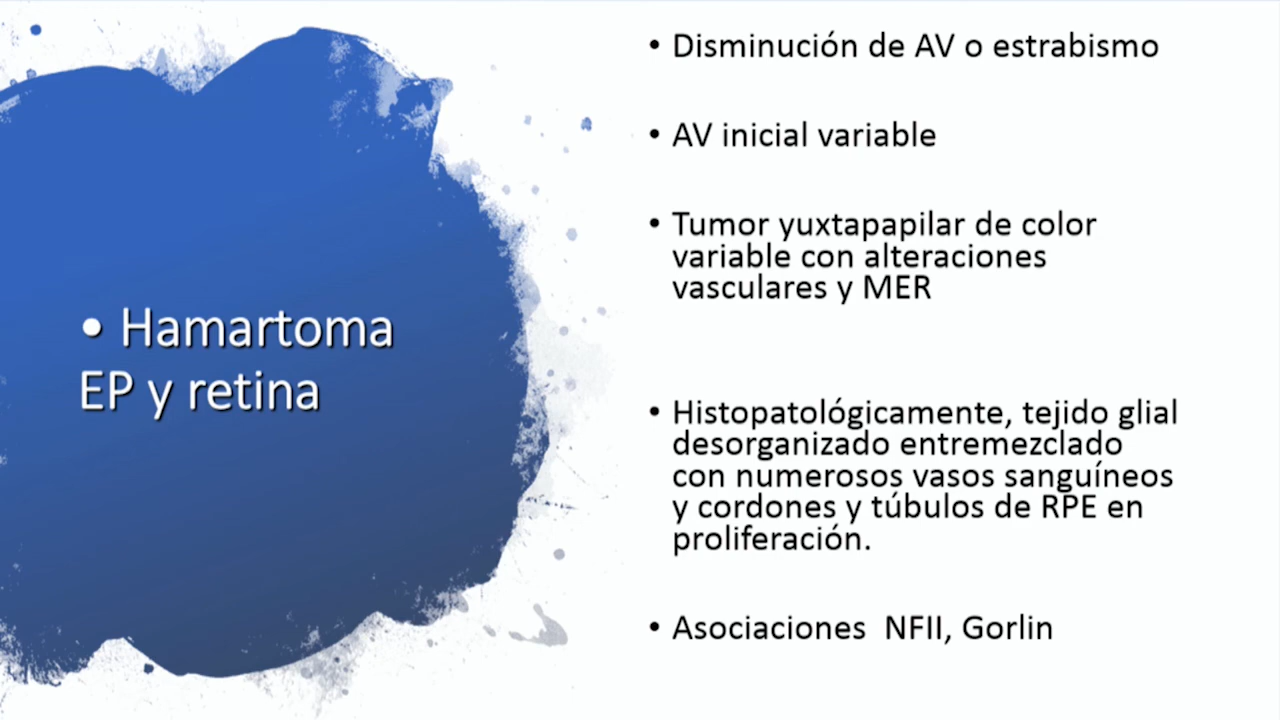 • Hamartoma
EP y retina
• Disminución de AV o estrabismo
• AV inicial variable
• Tumor yuxtapapilar de color
variable con alteraciones
vasculares y MER
• Histopatológicamente, tejido glial
desorganizado entremezclado
con numerosos vasos sanguíneos
y cordones y túbulos de RPE en
proliferación.
• Asociaciones  NFII, Gorlin